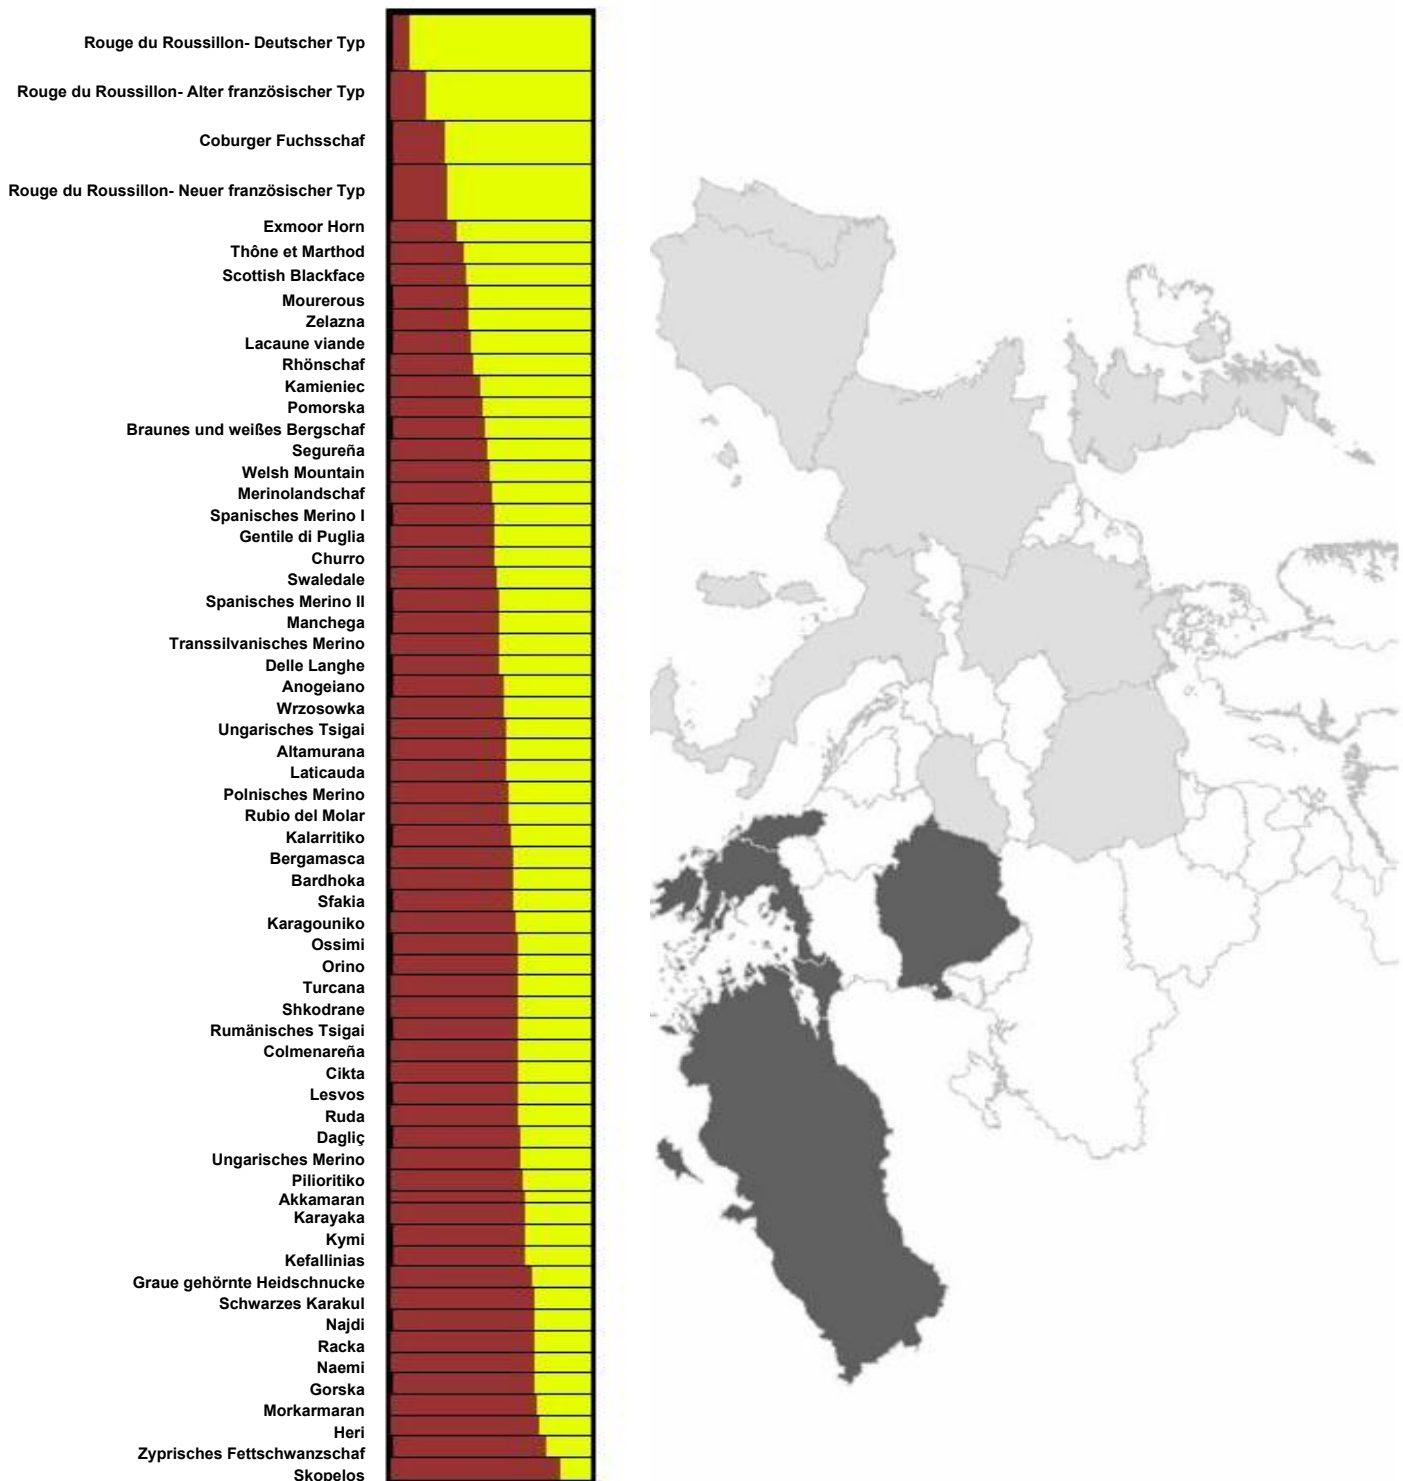 Rouge du Roussillon- Deutscher Typ
Rouge du Roussillon- Alter französischer Typ
Coburger Fuchsschaf
Rouge du Roussillon- Neuer französischer Typ
Exmoor Horn
Thône et Marthod
Scottish Blackface
Mourerous
Zelazna
Lacaune viande
Rhönschaf
Kamieniec
Pomorska
Braunes und weißes Bergschaf
Segureña
Welsh Mountain
Merinolandschaf
Spanisches Merino I
Gentile di Puglia
Churro
Swaledale
Spanisches Merino II
Manchega
Transsilvanisches Merino
Delle Langhe
Anogeiano
Wrzosowka
Ungarisches Tsigai
Altamurana
Laticauda
Polnisches Merino
Rubio del Molar
Kalarritiko
Bergamasca
Bardhoka
Sfakia
Karagouniko
Ossimi
Orino
Turcana
Shkodrane
Rumänisches Tsigai
Colmenareña
Cikta
Lesvos
Ruda
Dagliç
Ungarisches Merino
Pilioritiko
Akkamaran
Karayaka
Kymi
Kefallinias
Graue gehörnte Heidschnucke
Schwarzes Karakul
Najdi
Racka
Naemi
Gorska
Morkarmaran
Heri
Zyprisches Fettschwanzschaf
Skopelos